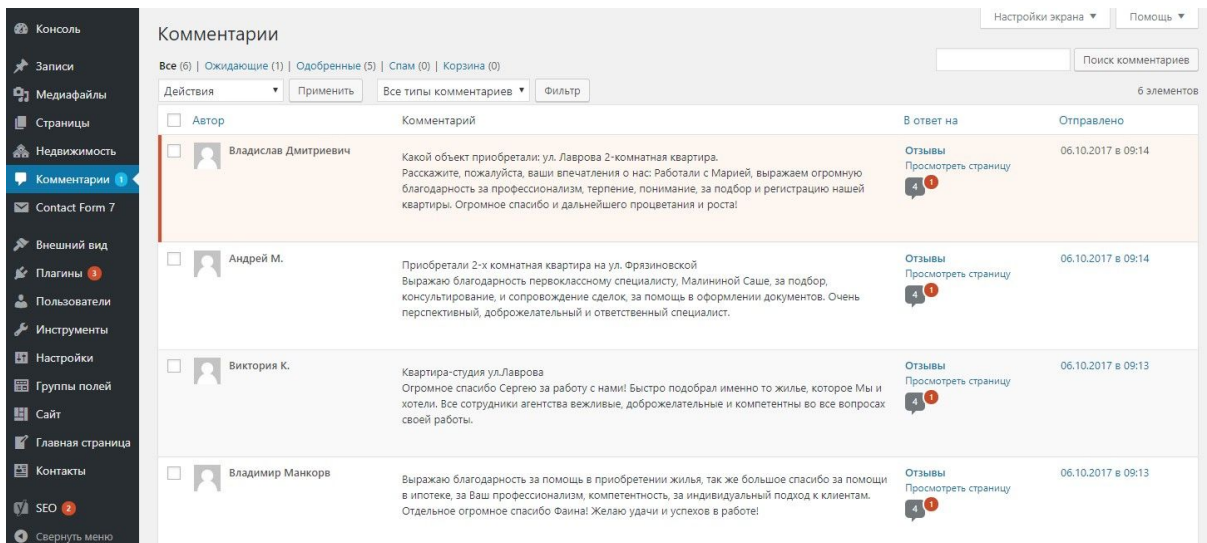 Консоль
Записи
Медиафайлы
Страницы
Недвижимость
Комментарии 1
Contact Form 7
Внешний вид
Плагины 3
Пользователи
Инструменты
Настройки
Группы полей
Сайт
Главная страница
Контакты
SEO 2
Свернуть меню
Настройки экрана ▼ Помощь ▼
Комментарии
Все (6) | Ожидающие (1) | Одобренные (5) | Спам (0) | Корзина (0)
Поиск комментариев
Действия ▼ Применить Все типы комментариев ▼ Фильтр
6 элементов
Автор Комментарий В ответ на Отправлено
Владислав Дмитриевич
Какой объект приобретали: ул. Лаврова 2-комнатная квартира.
Расскажите, пожалуйста, ваши впечатления о нас: Работали с Марией, выражаем огромную
благодарность за профессионализм, терпение, понимание, за подбор и регистрацию нашей
квартиры. Огромное спасибо и дальнейшего процветания и роста!
Отзывы
Просмотреть страницу
4 1
06.10.2017 в 09:14
Андрей М.
Приобретали 2-х комнатная квартира на ул. Фрязиновской
Выражаю благодарность первоклассному специалисту, Малининой Саше, за подбор,
консультирование, и сопровождение сделок, за помощь в оформлении документов. Очень
перспективный, доброжелательный и ответственный специалист.
Отзывы
Просмотреть страницу
4 1
06.10.2017 в 09:14
Виктория К.
Квартира-студия ул.Лаврова
Огромное спасибо Сергею за работу с нами! Быстро подобрал именно то жилье, которое Мы и
хотели. Все сотрудники агентства вежливые, доброжелательные и компетентны во все вопросах
своей работы.
Отзывы
Просмотреть страницу
4 1
06.10.2017 в 09:13
Владимир Манкорв
Выражаю благодарность за помощь в приобретении жилья, так же большое спасибо за помощи
в ипотеке, за Ваш профессионализм, компетентность, за индивидуальный подход к клиентам.
Отдельное огромное спасибо Фаина! Желаю удачи и успехов в работе!
Отзывы
Просмотреть страницу
4 1
06.10.2017 в 09:13